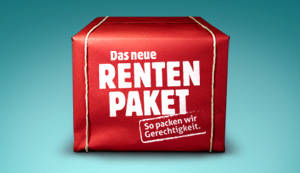 Das neue
RENTEN
PAKET
So packen wir
Gerechtigkeit.